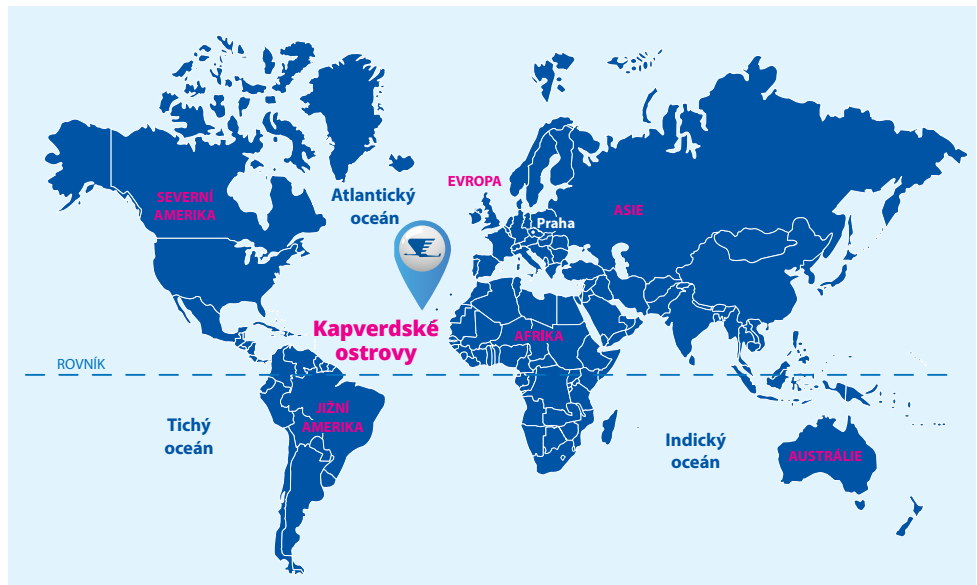 EVROPA
SEVERNÍ
AMERIKA
Atlantický
oceán
ASIE
Praha
Kapverdské
ostrovy
AFRIKA
ROVNÍK
JIŽNÍ
AMERIKA
Tichý
oceán
Indický
oceán
AUSTRÁLIE